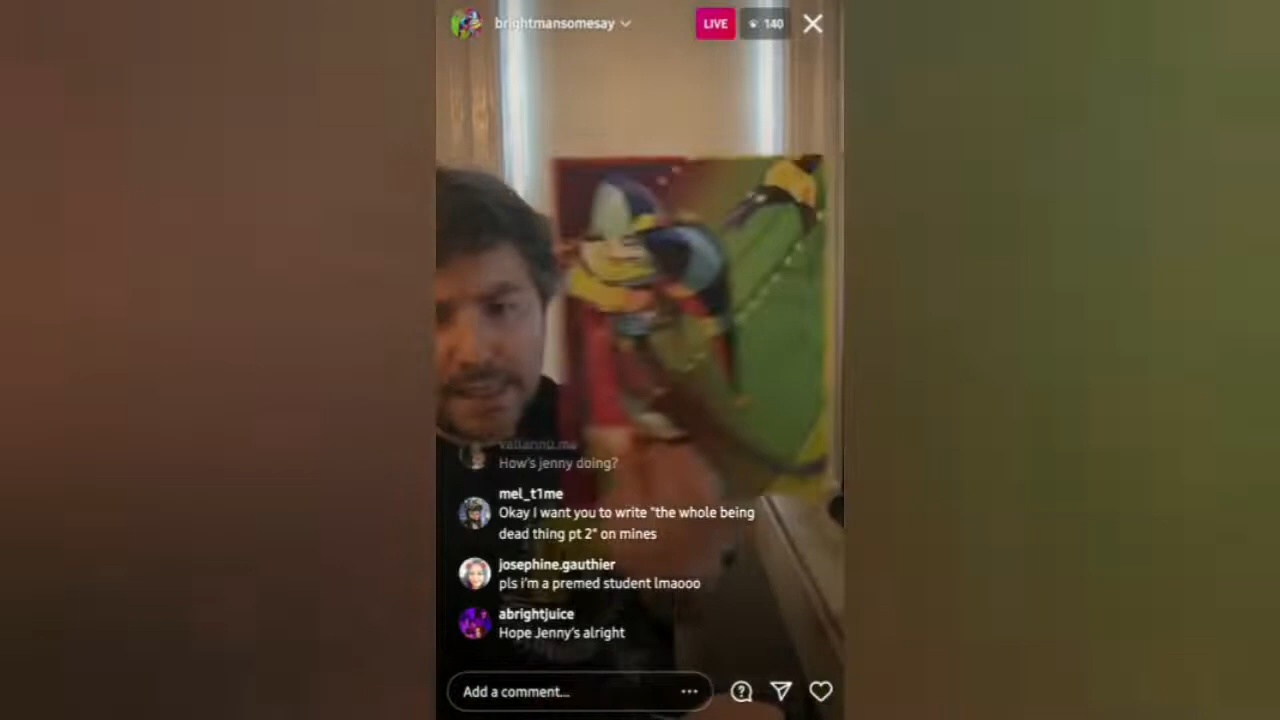 brightmansomesay
LIVE
140
How's jenny doing?
mel_t1me
Okay I want you to write "the whole being
dead thing pt 2" on mines
josephine.gauthier
pls i'm a premed student lmaooo
abrightjuice
Hope Jenny's alright
Add a comment...